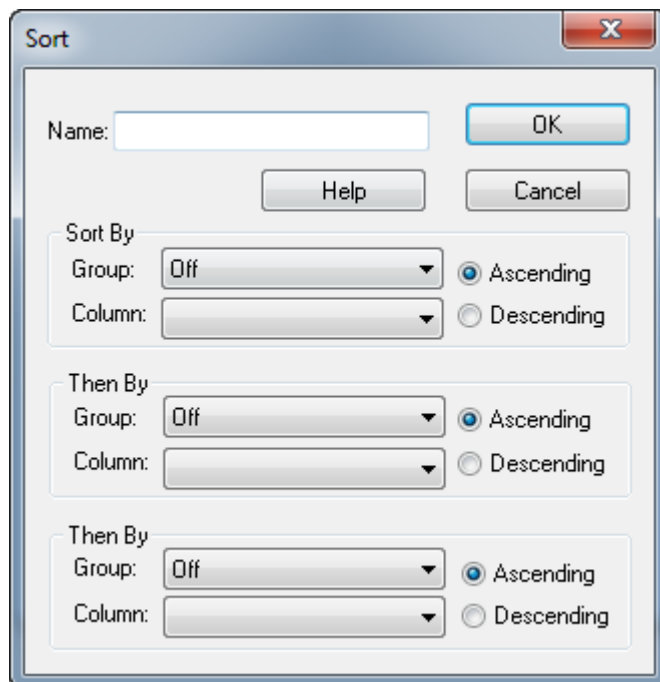 Sort
Name:
OK
Help
Cancel
Sort By
Group: Off
Ascending
Column:
Descending
Then By
Group: Off
Ascending
Column:
Descending
Then By
Group: Off
Ascending
Column:
Descending